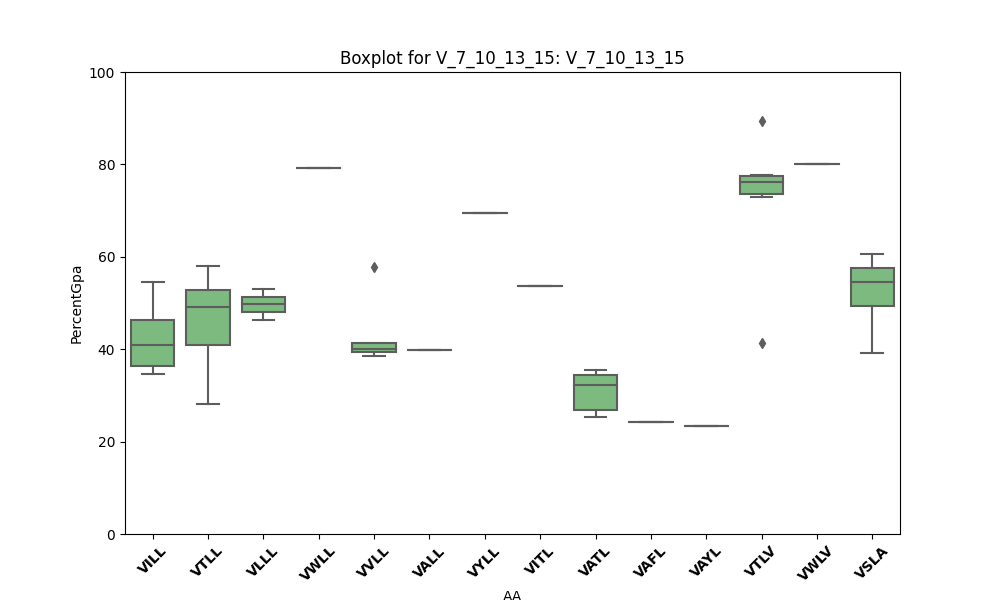 Boxplot for V_7_10_13_15: V_7_10_13_15
100
80
60
40
20
0
PercentGpa
VILL VTLL VLLL VWLL VVLL VALL VYLL VITL VATL VAFL VAYL VTLV VWLV VSLA
AA